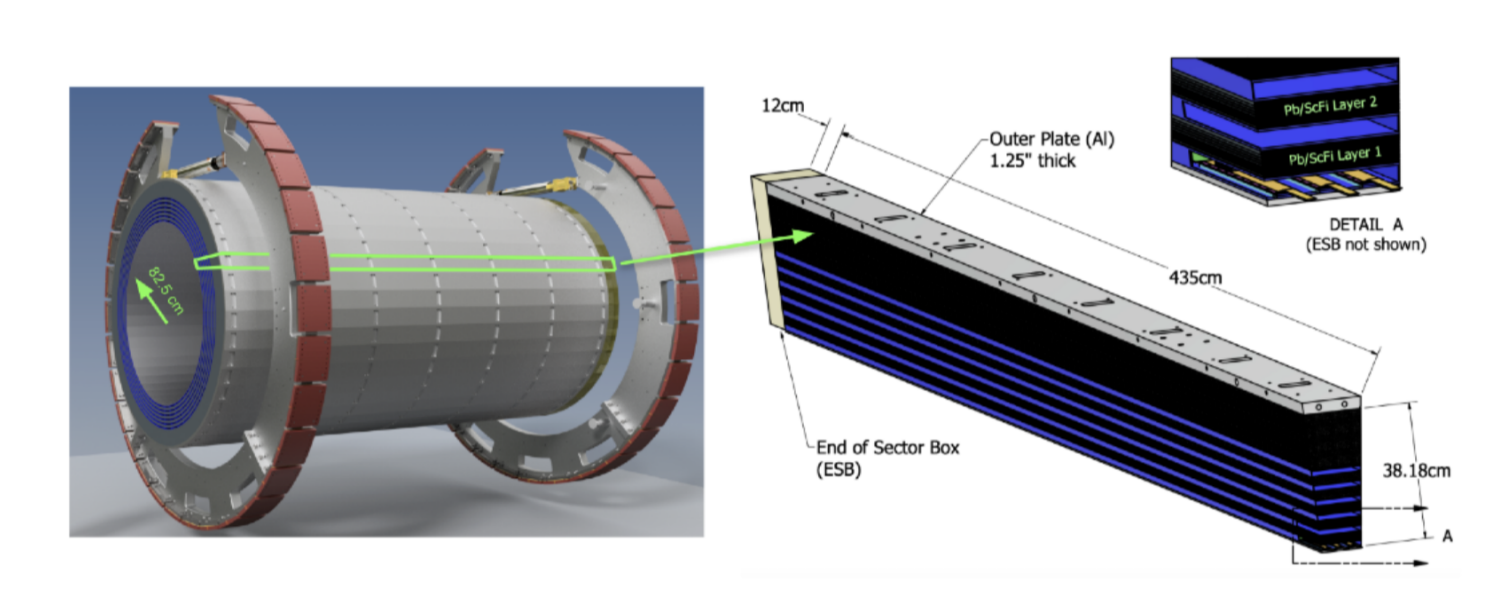 82.5 cm
12cm
Outer Plate (Al)
1.25" thick
435cm
End of Sector Box
(ESB)
38.18cm
A
Pb/ScFi Layer 2
Pb/ScFi Layer 1
DETAIL A
(ESB not shown)